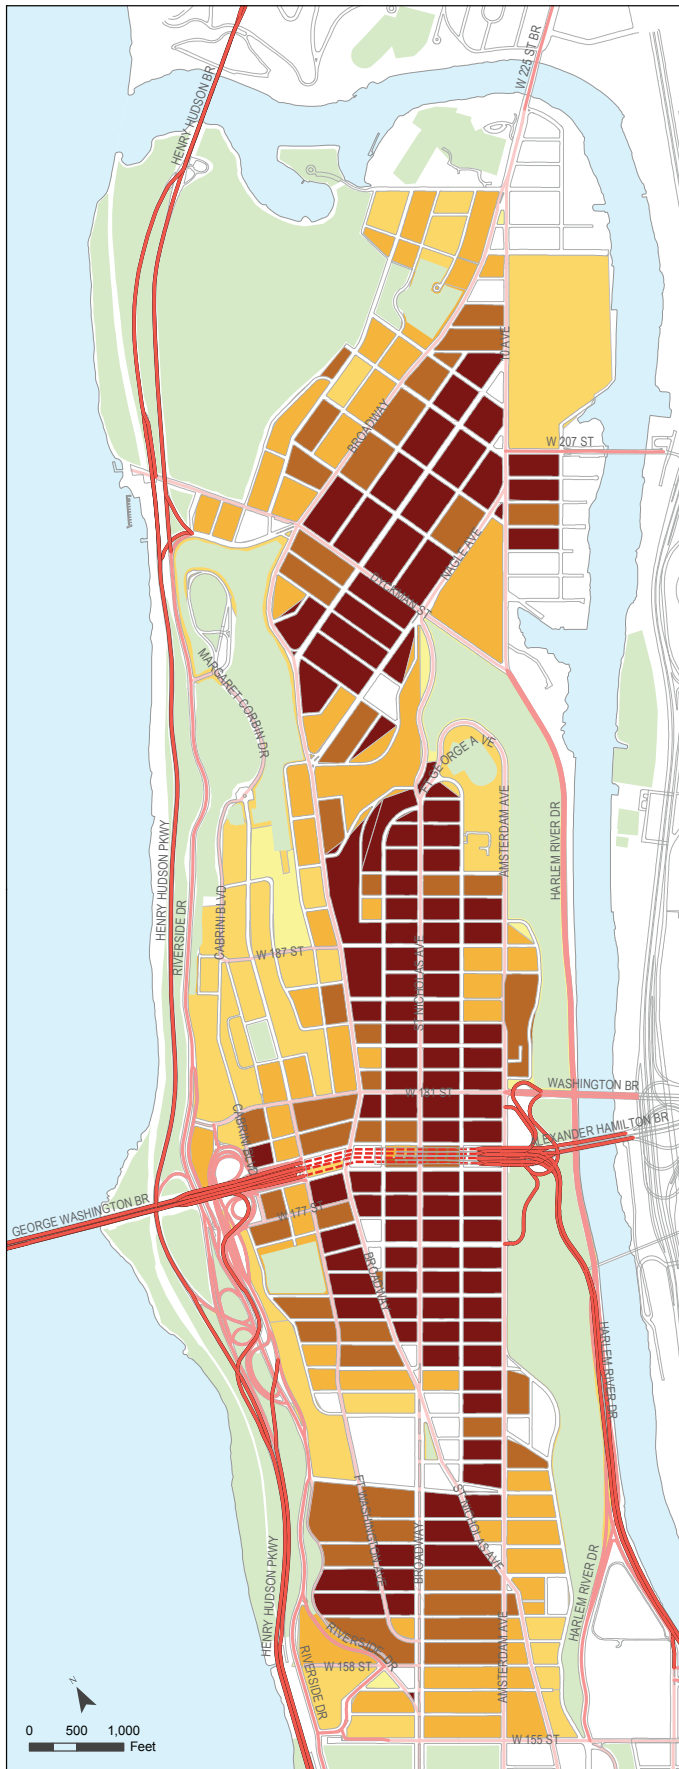 W 225 ST BR
HENRY HUDSON BR
10 AVE
BROADWAY
W 207 ST
NAGLE AVE
DYCKMAN ST
MARGARET CORBIN DR
FT GEORGE A VE
AMSTERDAM AVE
HARLEM RIVER DR
HENRY HUDSON PKWY
RIVERSIDE DR
CABRINI BLVD
ST NICHOLAS AVE
W 187 ST
W 181 ST
WASHINGTON BR
CABRINI BLVD
ALEXANDER HAMILTON BR
GEORGE WASHINGTON BR
W 177 ST
BROADWAY
HARLEM RIVER DR
FT WASHINGTON AVE
ST NICHOLAS AVE
BROADWAY
HENRY HUDSON PKWY
HARLEM RIVER DR
RIVERSIDE DR
AMSTERDAM AVE
W 158 ST
RIVERSIDE DR
N
W 155 ST
0 500 1,000
Feet